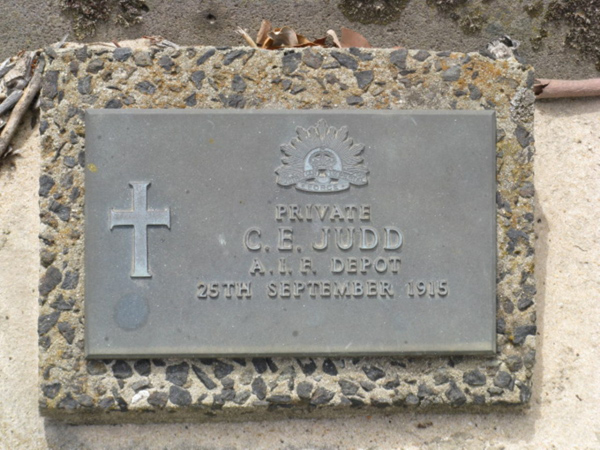 PRIVATE
C. E. JUDD
A. I. F. DEPOT
25TH SEPTEMBER 1915